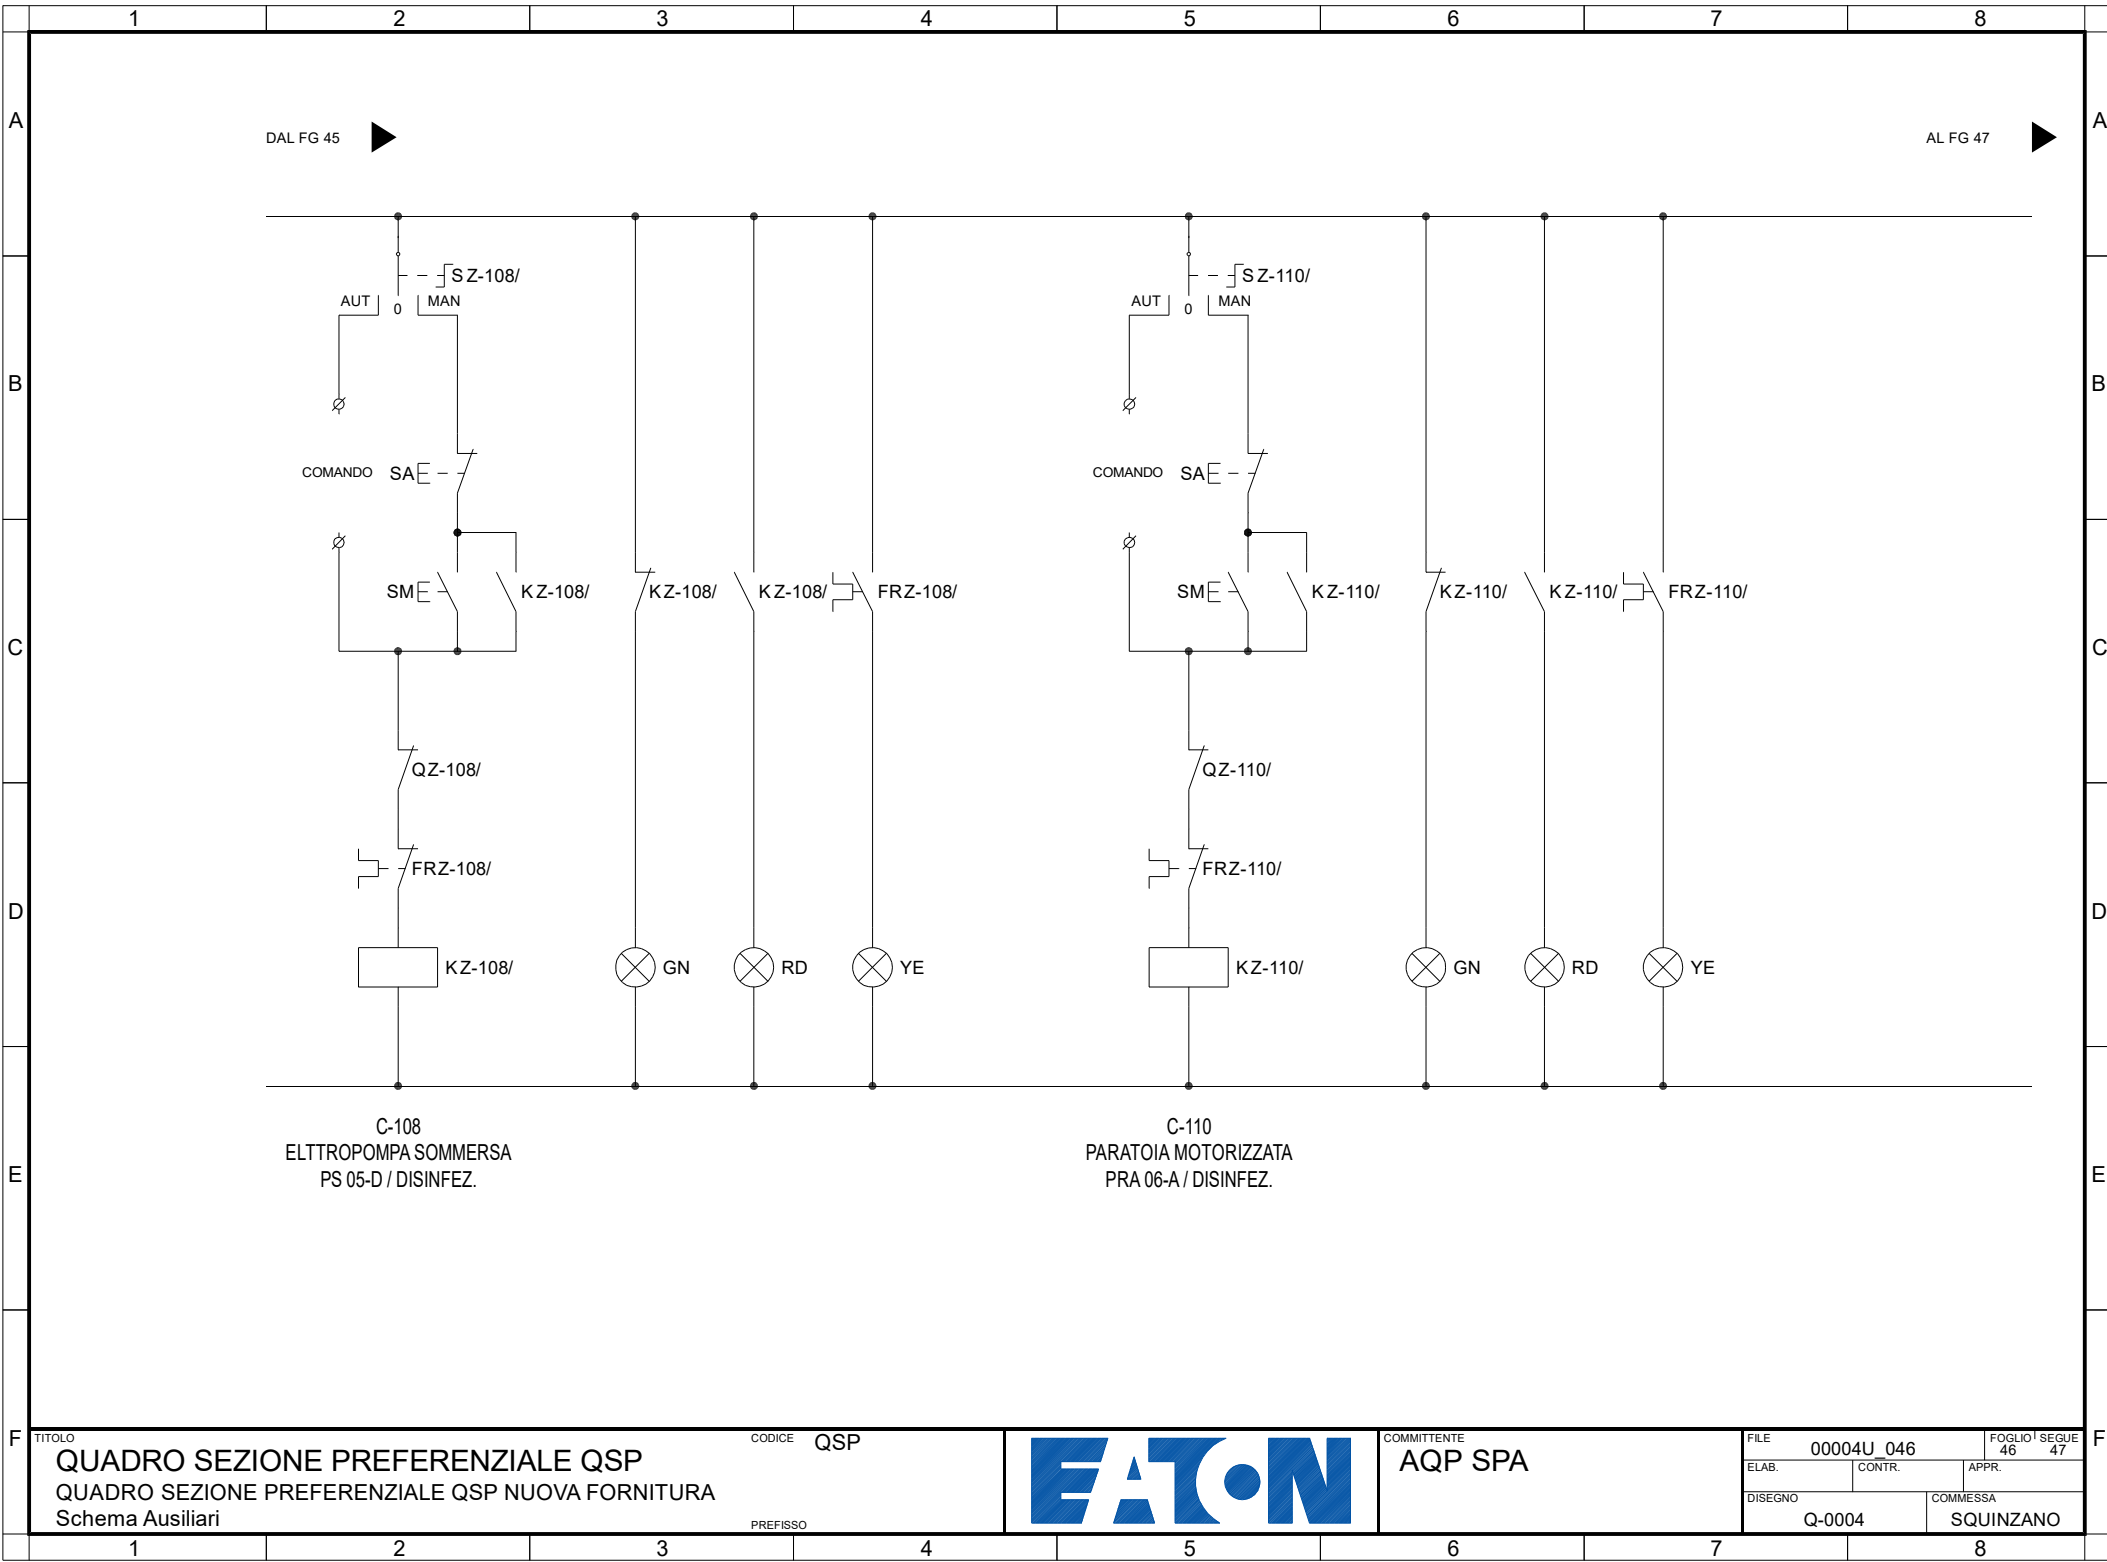 1 2 3 4 5 6 7 8
A A
DAL FG 45 AL FG 47
SZ-108/ SZ-110/
AUT 0 MAN AUT 0 MAN
B B
COMANDO SA COMANDO SA
SM KZ-108/ KZ-108/ KZ-108/ FRZ-108/ SM KZ-110/ KZ-110/ KZ-110/ FRZ-110/
C C
QZ-108/ QZ-110/
FRZ-108/ FRZ-110/
D D
KZ-108/ GN RD YE KZ-110/ GN RD YE
C-108 C-110
ELTTROPOMPA SOMMERSA PARATOIA MOTORIZZATA
PS 05-D / DISINFEZ. PRA 06-A / DISINFEZ.
E E
F F
TITOLO
QUADRO SEZIONE PREFERENZIALE QSP
QUADRO SEZIONE PREFERENZIALE QSP NUOVA FORNITURA
Schema Ausiliari
CODICE QSP
PREFISSO
EATON
COMMITTENTE
AQP SPA
FILE 00004U_046
FOGLIO 46 SEGUE 47
ELAB. CONTR. APPR.
DISEGNO Q-0004
COMMESSA SQUINZANO
1 2 3 4 5 6 7 8